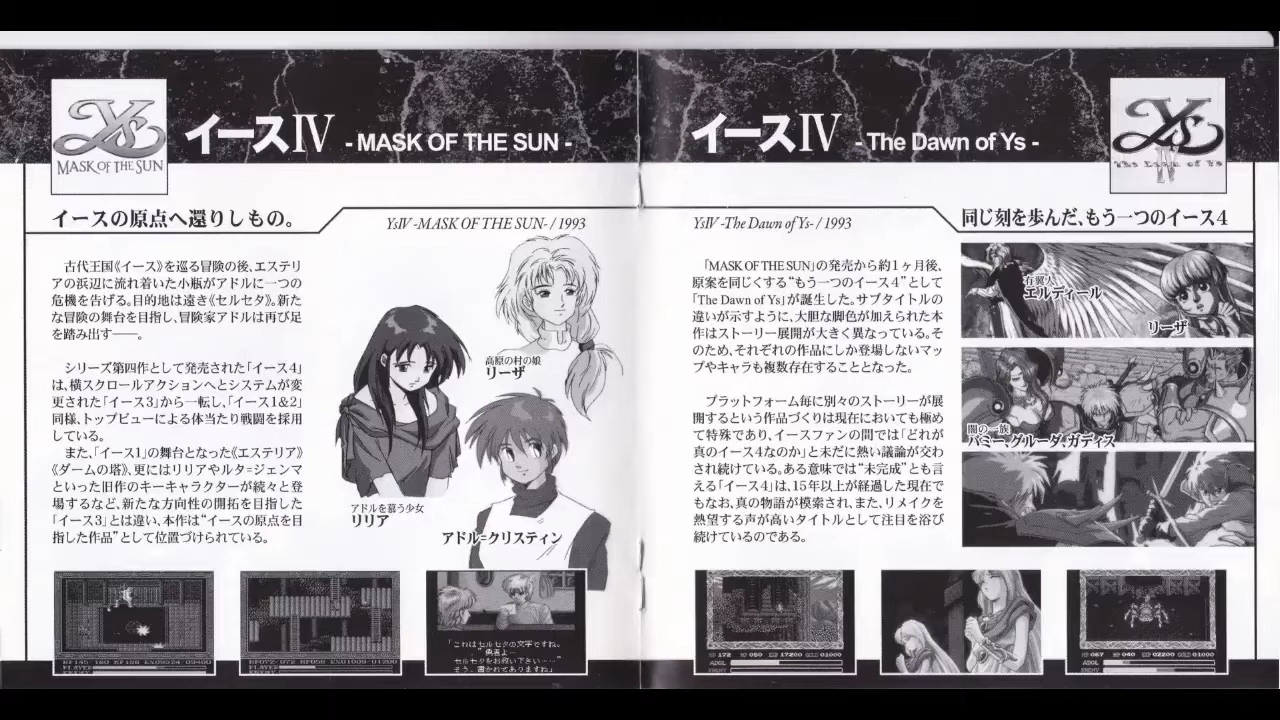 Ys
MASK OF THE SUN
イースIV - MASK OF THE SUN -
イースの原点へ還りしもの。
YsIV -MASK OF THE SUN- / 1993
古代王国《イース》を巡る冒険の後、エステリ
アの浜辺に流れ着いた小瓶がアドルに一つの
危機を告げる。目的地は遠き《セルセタ》。新た
な冒険の舞台を目指し、冒険家アドルは再び足
を踏み出す――。
シリーズ第四作として発売された「イース4」
は、横スクロールアクションへとシステムが変
更された「イース3」から一転し、「イース1&2」
同様、トップビューによる体当たり戦闘を採用
している。
また、「イース1」の舞台となった《エステリア》
《ダームの塔》、更にはリリアやルタ=ジェンマ
といった旧作のキーキャラクターが続々と登
場するなど、新たな方向性の開拓を目指した
「イース3」とは違い、本作は“イースの原点を目
指した作品”として位置づけられている。
高原の村の娘
リーザ
アドルを慕う少女
リリア
アドル=クリスティン
「これはセルセタの文字ですね。
“勇者よ…
セルセタをお救い下さい…‥”
そう、書かれてありますね」
イースIV - The Dawn of Ys -
Ys
IV
The Dawn of Ys
YsIV -The Dawn of Ys- / 1993
同じ刻を歩んだ、もう一つのイース4
「MASK OF THE SUN」の発売から約1ヶ月後、
原案を同じくする“もう一つのイース4”として
「The Dawn of Ys」が誕生した。サブタイトルの
違いが示すように、大胆な脚色が加えられた本
作はストーリー展開が大きく異なっている。そ
のため、それぞれの作品にしか登場しないマッ
プやキャラも複数存在することとなった。
プラットフォーム毎に別々のストーリーが展
開するという作品づくりは現在においても極め
て特殊であり、イースファンの間では「どれが
真のイース4なのか」と未だに熱い議論が交わ
され続けている。ある意味では“未完成”とも言
える「イース4」は、15年以上が経過した現在で
もなお、真の物語が模索され、また、リメイクを
熱望する声が高いタイトルとして注目を浴び
続けているのである。
有翼人
エルディール
リーザ
闇の一族
バミー、グルーダ、ガディス
ADOL
ENEMY
ADOL
ENEMY